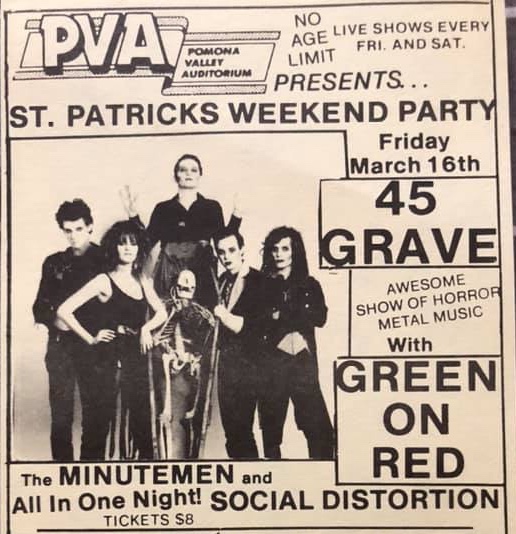 PVA
POMONA
VALLEY
AUDITORIUM
NO
AGE
LIMIT
LIVE SHOWS EVERY
FRI. AND SAT.
PRESENTS...
ST. PATRICKS WEEKEND PARTY
Friday
March 16th
45
GRAVE
AWESOME
SHOW OF HORROR
METAL MUSIC
With
GREEN
ON
RED
The MINUTEMEN and
All In One Night! SOCIAL DISTORTION
TICKETS $8